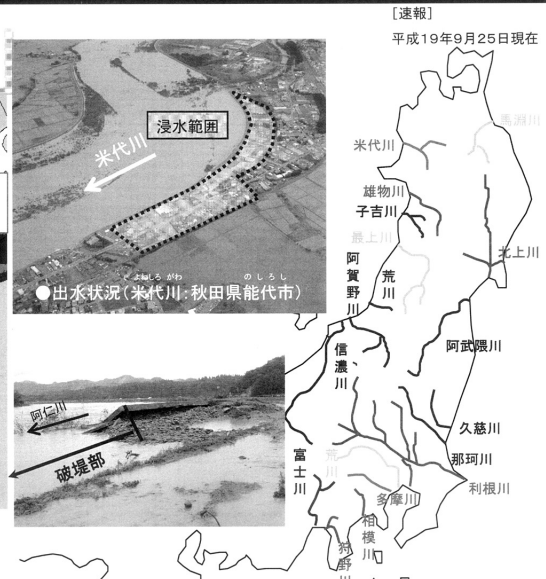 ［速報］
平成19年9月25日現在
浸水範囲
米代川
よねしろ がわ
のしろし
●出水状況（米代川：秋田県能代市）
阿仁川
破堤部
馬淵川
米代川
雄物川
子吉川
最上川
北上川
阿賀野川
荒川
信濃川
阿武隈川
久慈川
那珂川
利根川
富士川
荒川
多摩川
相模川
狩野川